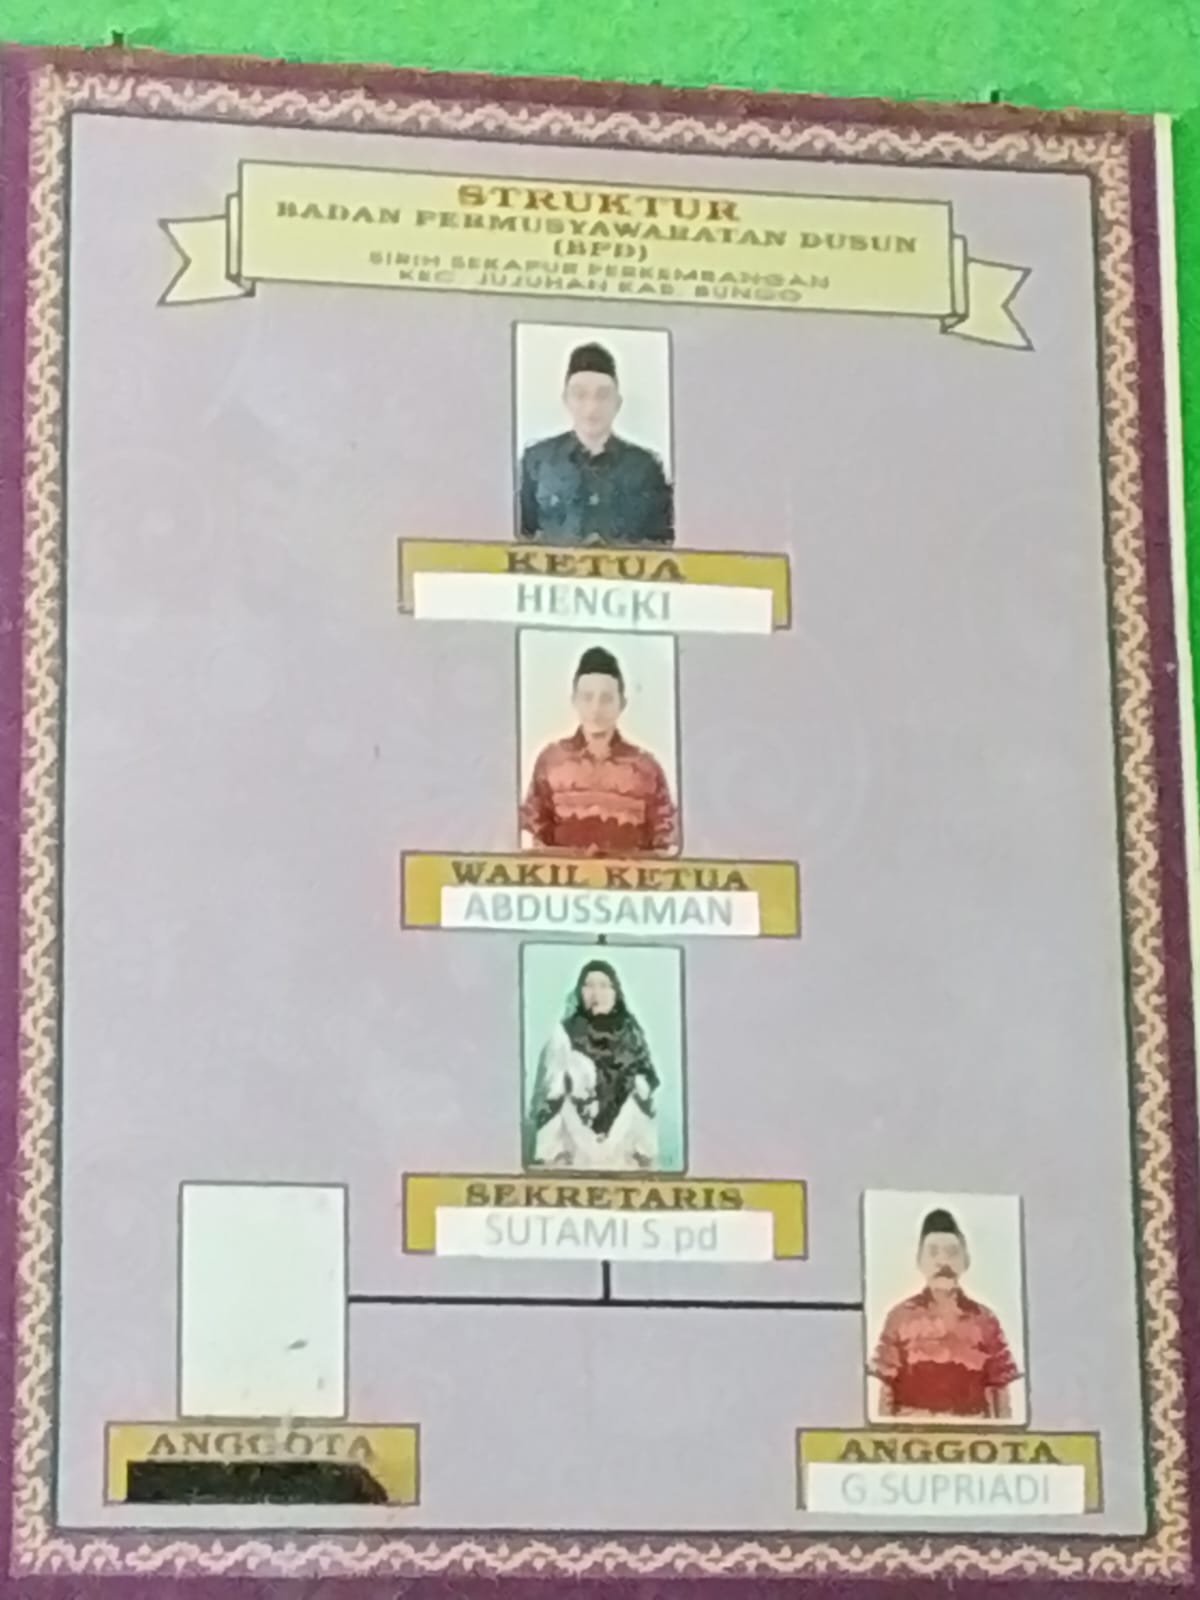 STRUKTUR
BADAN PERMUSYAWARATAN DUSUN
(BPD)
SIRIH SEKAPUR PERKEMBANGAN
KEC. JUJUHAN KAB. BUNGO
KETUA
HENGKI
WAKIL KETUA
ABDUSSAMAN
SEKRETARIS
SUTAMI S.pd
ANGGOTA
ANGGOTA
G.SUPRIADI